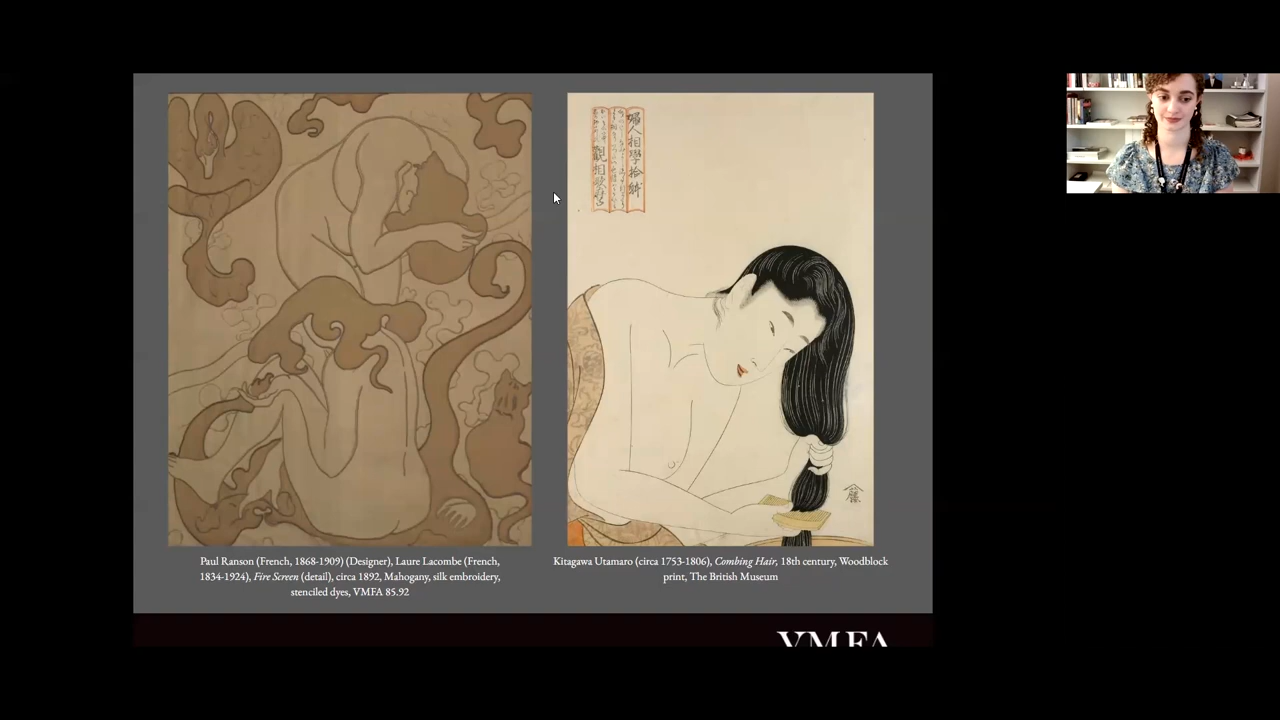 婦人相學拾躰
觀相
Paul Ranson (French, 1868-1909) (Designer), Laure Lacombe (French,
1834-1924), Fire Screen (detail), circa 1892, Mahogany, silk embroidery,
stenciled dyes, VMFA 85.92
Kitagawa Utamaro (circa 1753-1806), Combing Hair, 18th century, Woodblock
print, The British Museum
VMFA